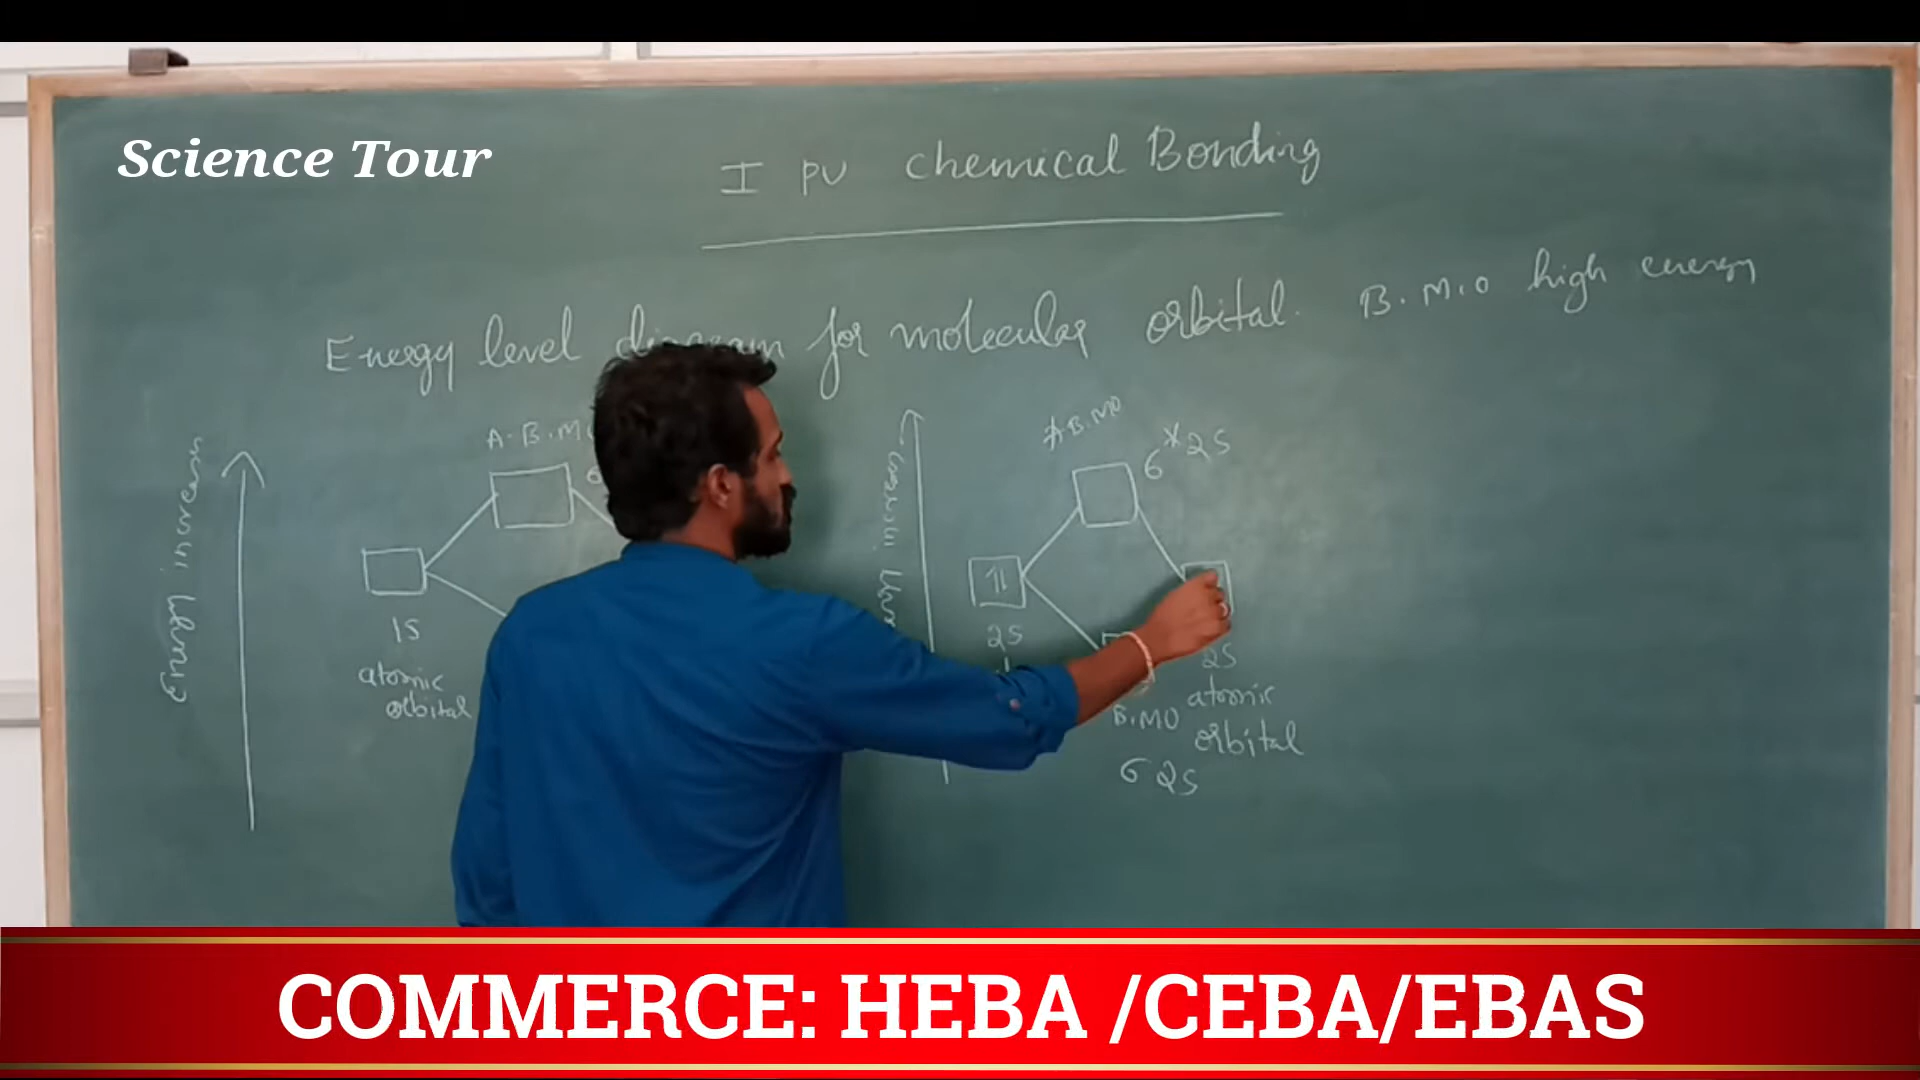 Science Tour
I PU chemical Bonding
Energy level diagram for molecular orbital. B.M.O high energy
A.B.M
1s
atomic
orbital
Energy increases
A.B.MO
σ*2s
2s
2s
B.MO
atomic
orbital
σ2s
COMMERCE: HEBA /CEBA/EBAS